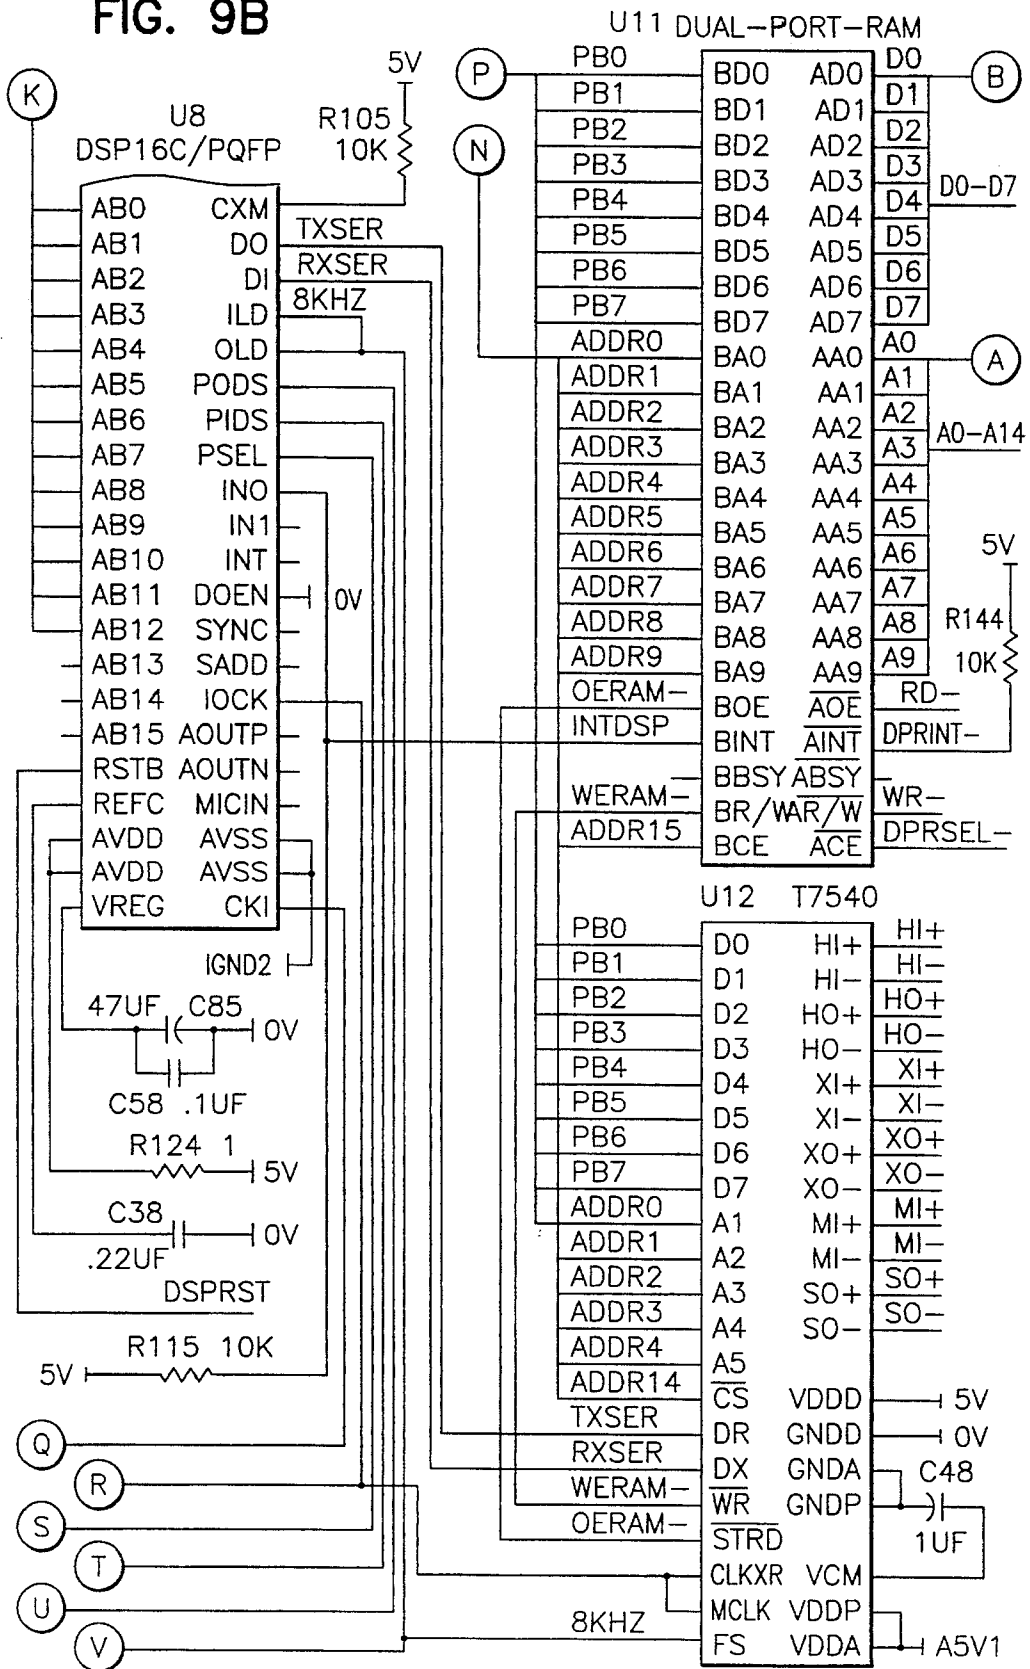 FIG. 9B
U11 DUAL-PORT-RAM
K
U8
DSP16C/PQFP
5V
R105
10K
AB0 CXM
AB1 DO TXSER
AB2 DI RXSER
AB3 ILD 8KHZ
AB4 OLD
AB5 PODS
AB6 PIDS
AB7 PSEL
AB8 IN0
AB9 IN1
AB10 INT
AB11 DOEN 0V
AB12 SYNC
AB13 SADD
AB14 IOCK
AB15 AOUTP
RSTB AOUTN
REFC MICIN
AVDD AVSS
AVDD AVSS
VREG CKI
IGND2
47UF C85
0V
C58 .1UF
R124 1
5V
C38
.22UF
0V
DSPRST
R115 10K
5V
Q
R
S
T
U
V
P
N
PB0 BD0 AD0 D0 B
PB1 BD1 AD1 D1
PB2 BD2 AD2 D2
PB3 BD3 AD3 D3
D0-D7
PB4 BD4 AD4 D4
PB5 BD5 AD5 D5
PB6 BD6 AD6 D6
PB7 BD7 AD7 D7
ADDR0 BA0 AA0 A0 A
ADDR1 BA1 AA1 A1
ADDR2 BA2 AA2 A2
A0-A14
ADDR3 BA3 AA3 A3
ADDR4 BA4 AA4 A4
ADDR5 BA5 AA5 A5
ADDR6 BA6 AA6 A6
5V
ADDR7 BA7 AA7 A7
ADDR8 BA8 AA8 A8
R144
10K
ADDR9 BA9 AA9 A9
OERAM- BOE AOE RD-
INTDSP BINT AINT DPRINT-
BBSY ABSY
WERAM- BR/W AR/W WR-
ADDR15 BCE ACE DPRSEL-
U12 T7540
PB0 D0 HI+ HI+
PB1 D1 HI- HI-
PB2 D2 HO+ HO+
PB3 D3 HO- HO-
PB4 D4 XI+ XI+
PB5 D5 XI- XI-
PB6 D6 XO+ XO+
PB7 D7 XO- XO-
ADDR0 A1 MI+ MI+
ADDR1 A2 MI- MI-
ADDR2 A3 SO+ SO+
ADDR3 A4 SO- SO-
ADDR4 A5
ADDR14 CS VDDD 5V
TXSER DR GNDD 0V
RXSER DX GNDA C48
WERAM- WR GNDP
1UF
OERAM- STRD
CLKXR VCM
MCLK VDDP
8KHZ FS VDDA A5V1